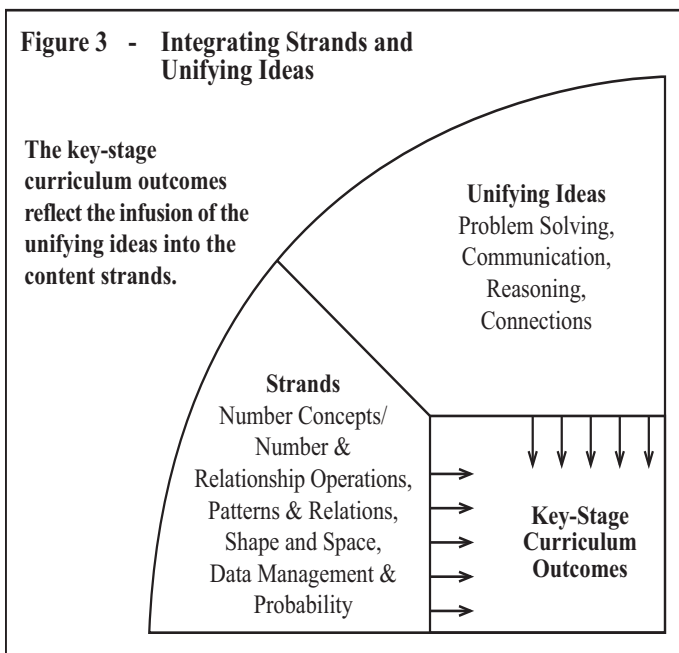 Figure 3 - Integrating Strands and
Unifying Ideas
The key-stage
curriculum outcomes
reflect the infusion of the
unifying ideas into the
content strands.
Unifying Ideas
Problem Solving,
Communication,
Reasoning,
Connections
Strands
Number Concepts/
Number &
Relationship Operations,
Patterns & Relations,
Shape and Space,
Data Management &
Probability
Key-Stage
Curriculum
Outcomes